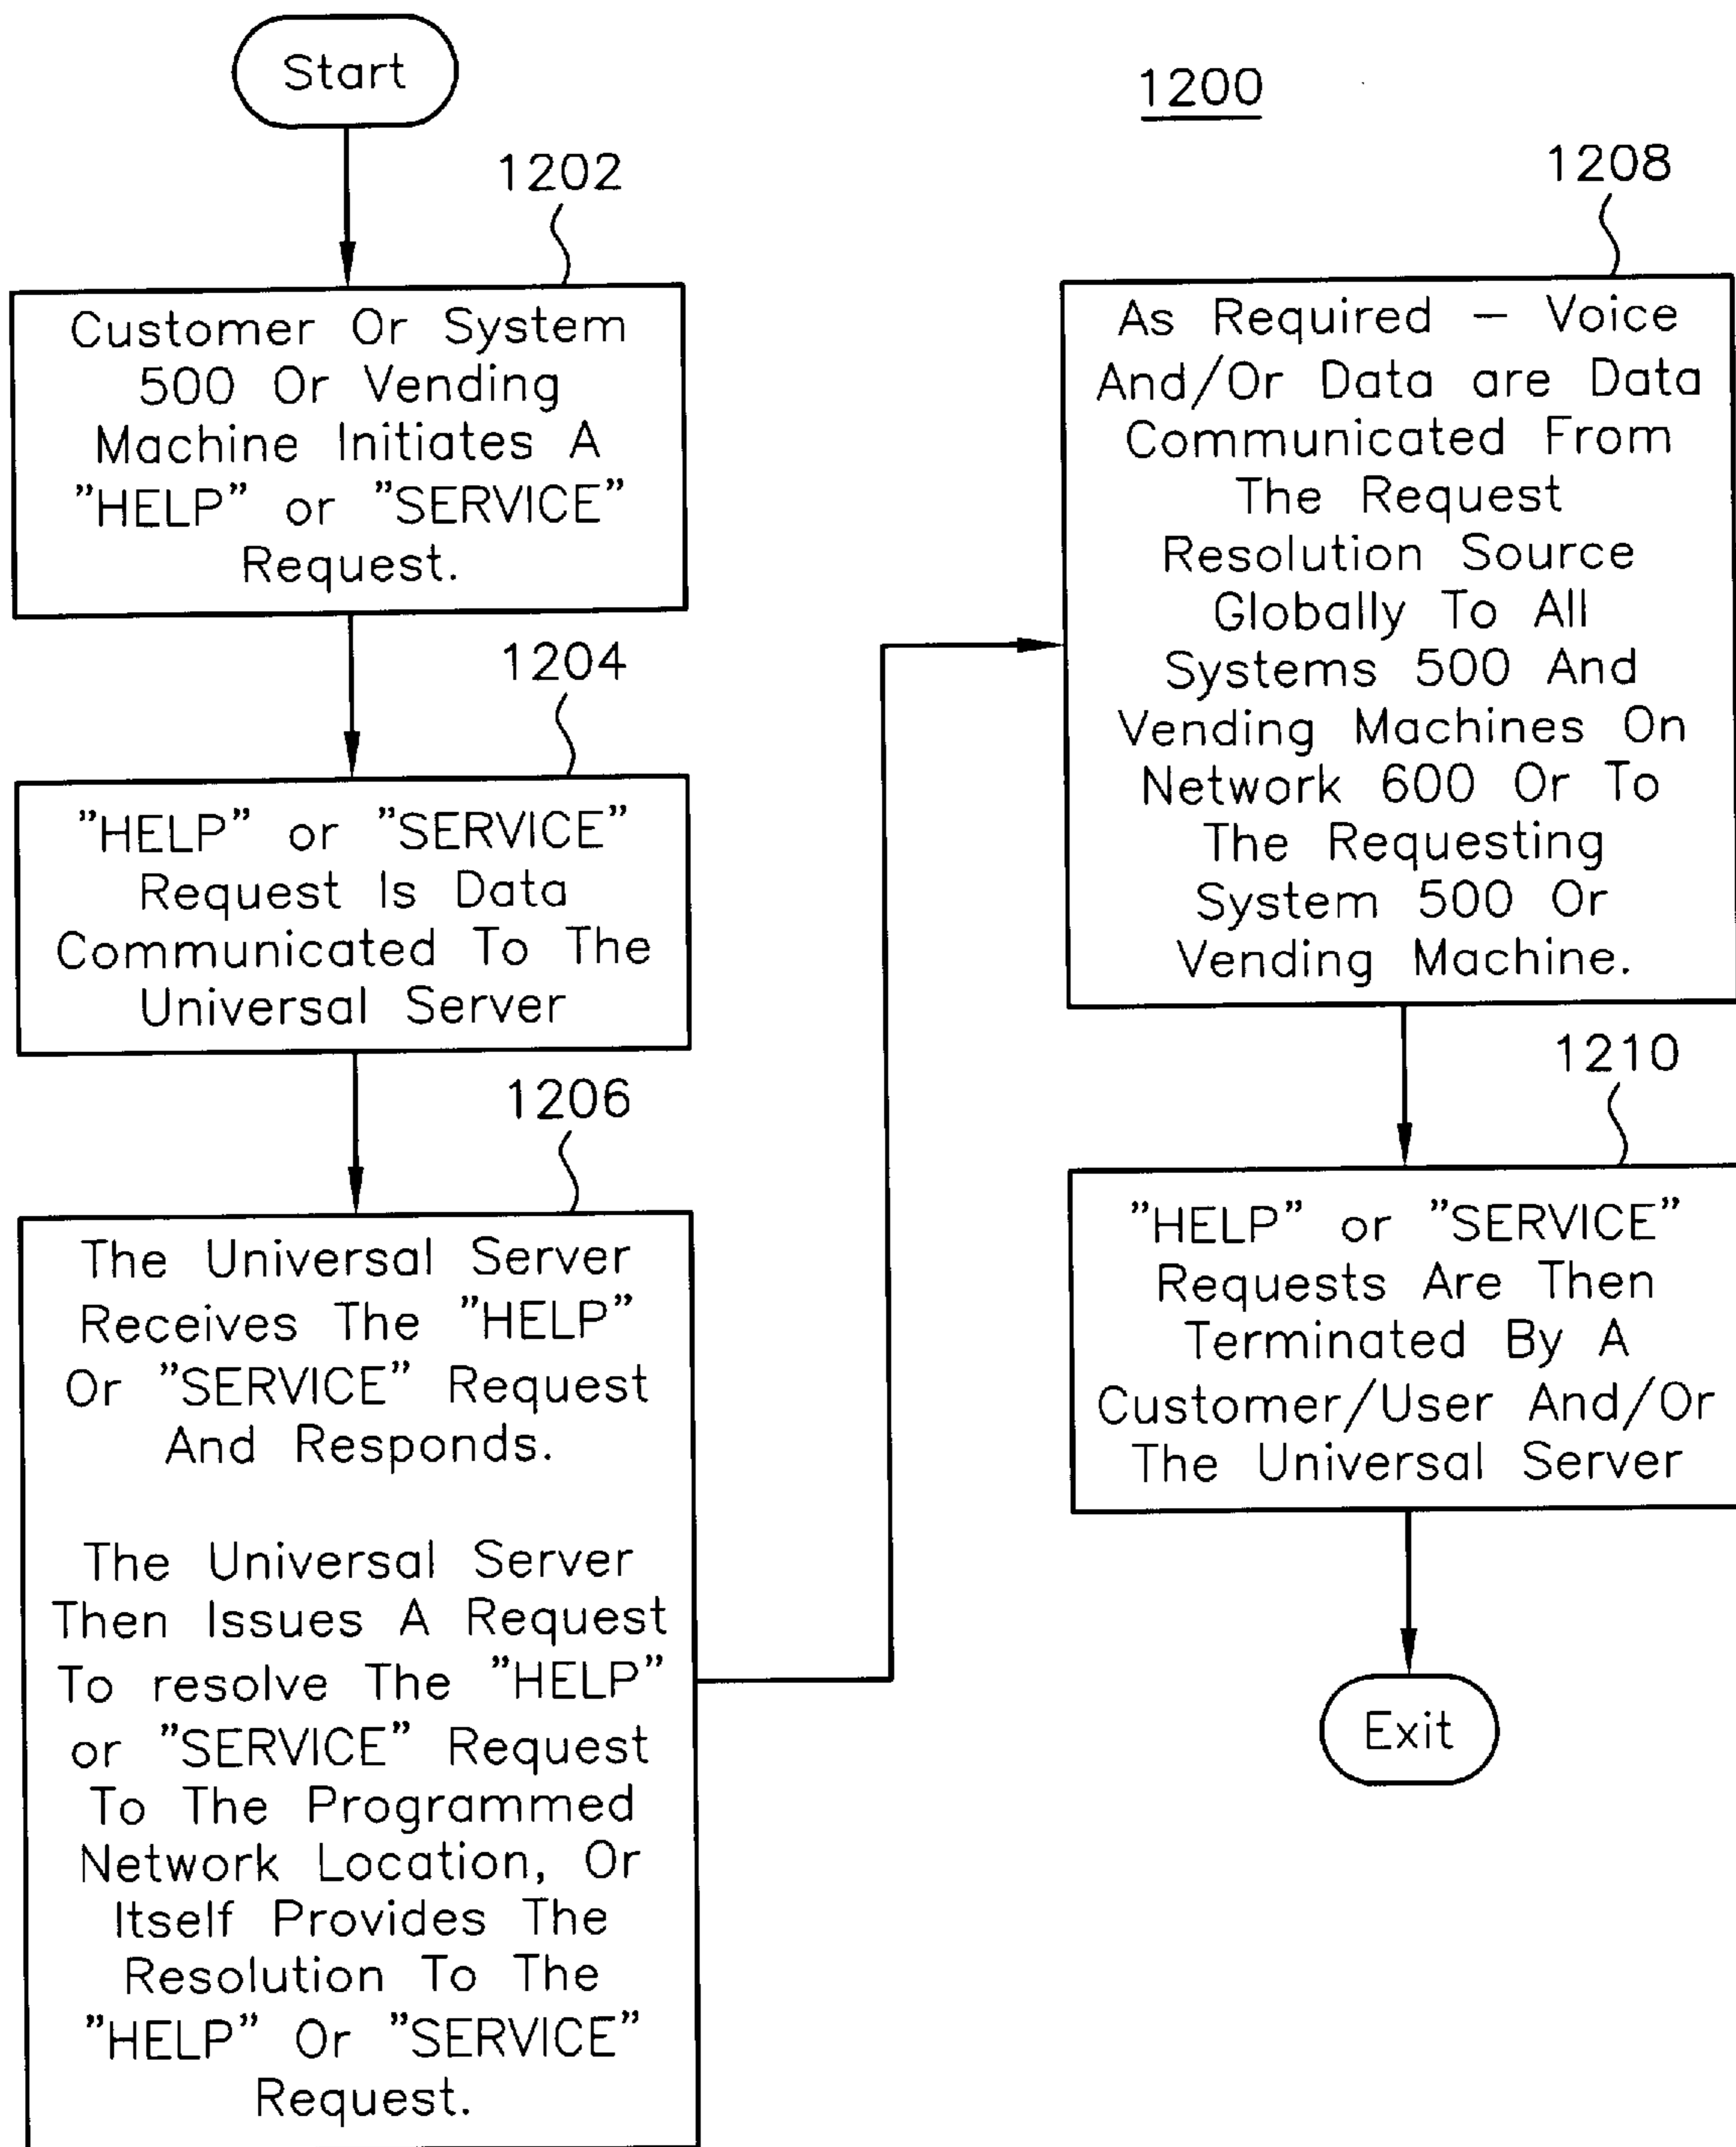 Start
1200
1202
Customer Or System
500 Or Vending
Machine Initiates A
"HELP" or "SERVICE"
Request.
1204
"HELP" or "SERVICE"
Request Is Data
Communicated To The
Universal Server
1206
The Universal Server
Receives The "HELP"
Or "SERVICE" Request
And Responds.
The Universal Server
Then Issues A Request
To resolve The "HELP"
or "SERVICE" Request
To The Programmed
Network Location, Or
Itself Provides The
Resolution To The
"HELP" Or "SERVICE"
Request.
1208
As Required – Voice
And/Or Data are Data
Communicated From
The Request
Resolution Source
Globally To All
Systems 500 And
Vending Machines On
Network 600 Or To
The Requesting
System 500 Or
Vending Machine.
1210
"HELP" or "SERVICE"
Requests Are Then
Terminated By A
Customer/User And/Or
The Universal Server
Exit